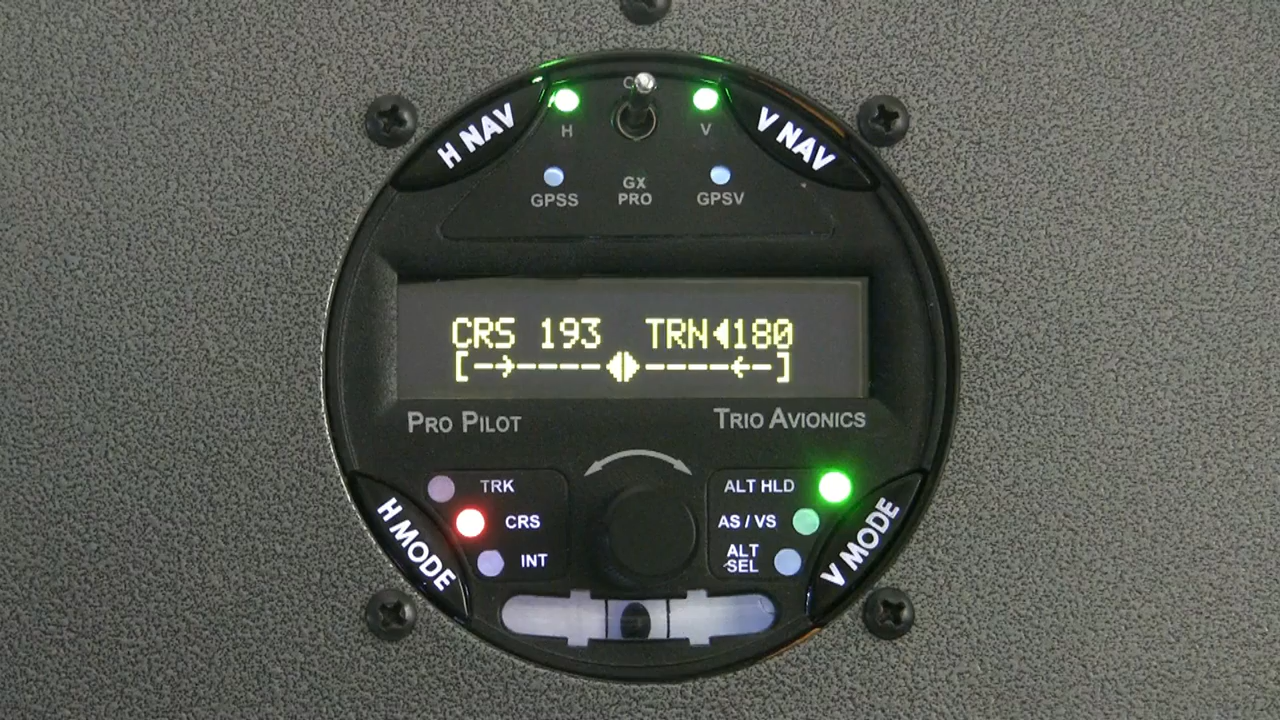 H NAV
V NAV
H
V
GPSS
GX
PRO
GPSV
CRS 193 TRN◀180
[-→-----◀▶-----←-]
PRO PILOT
TRIO AVIONICS
TRK
CRS
INT
ALT HLD
AS / VS
ALT
SEL
H MODE
V MODE